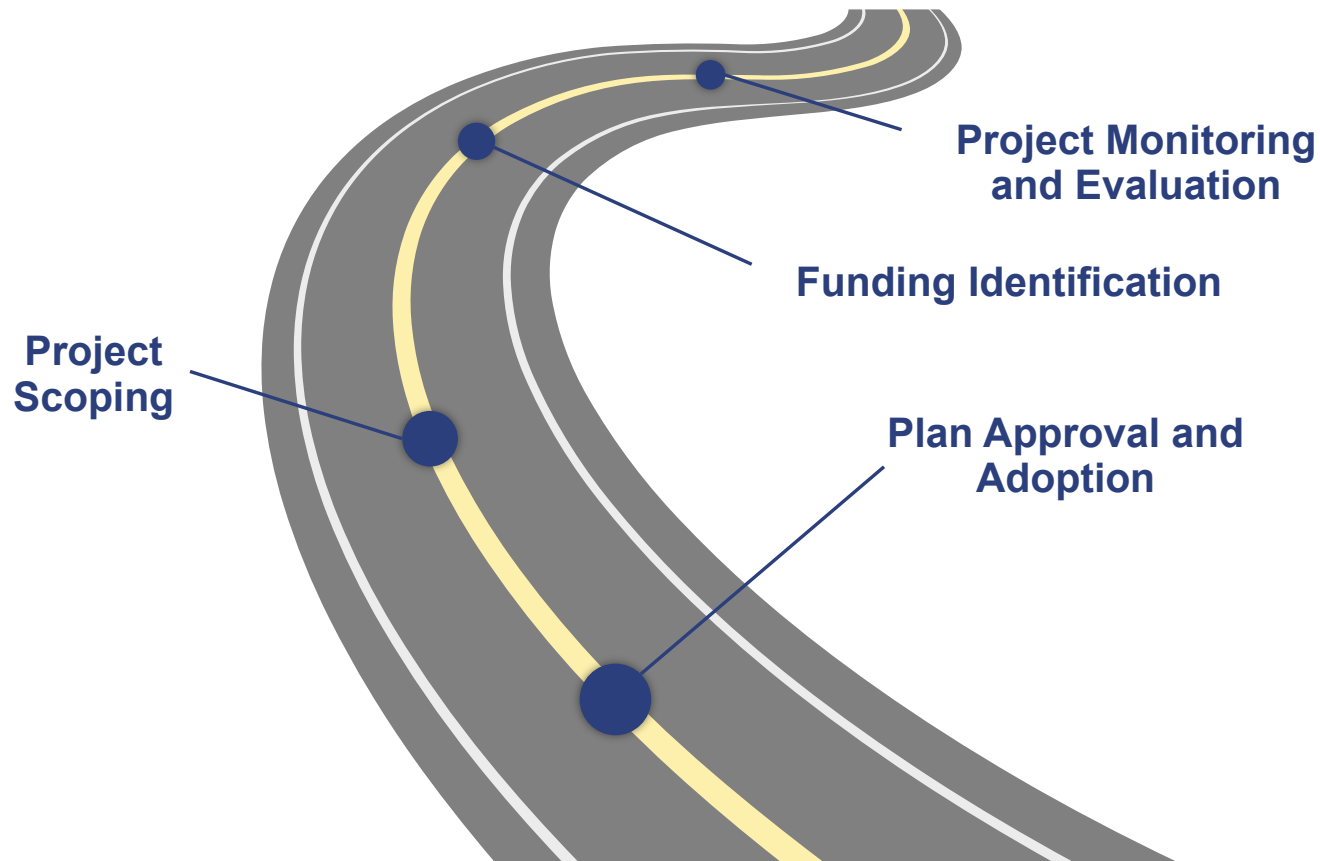 Project Monitoring
and Evaluation
Funding Identification
Project
Scoping
Plan Approval and
Adoption